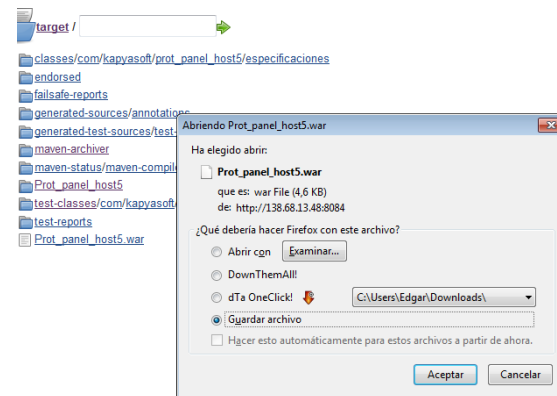 target /
classes/com/kapyasoft/prot_panel_host5/especificaciones
endorsed
failsafe-reports
generated-sources/annotations
generated-test-sources/test-
maven-archiver
maven-status/maven-compil
Prot_panel_host5
test-classes/com/kapyasoft/
test-reports
Prot_panel_host5.war
Abriendo Prot_panel_host5.war
Ha elegido abrir:
Prot_panel_host5.war
que es: war File (4,6 KB)
de: http://138.68.13.48:8084
¿Qué debería hacer Firefox con este archivo?
Abrir con Examinar...
DownThemAll!
dTa OneClick! C:\Users\Edgar\Downloads\
Guardar archivo
Hacer esto automáticamente para estos archivos a partir de ahora.
Aceptar Cancelar